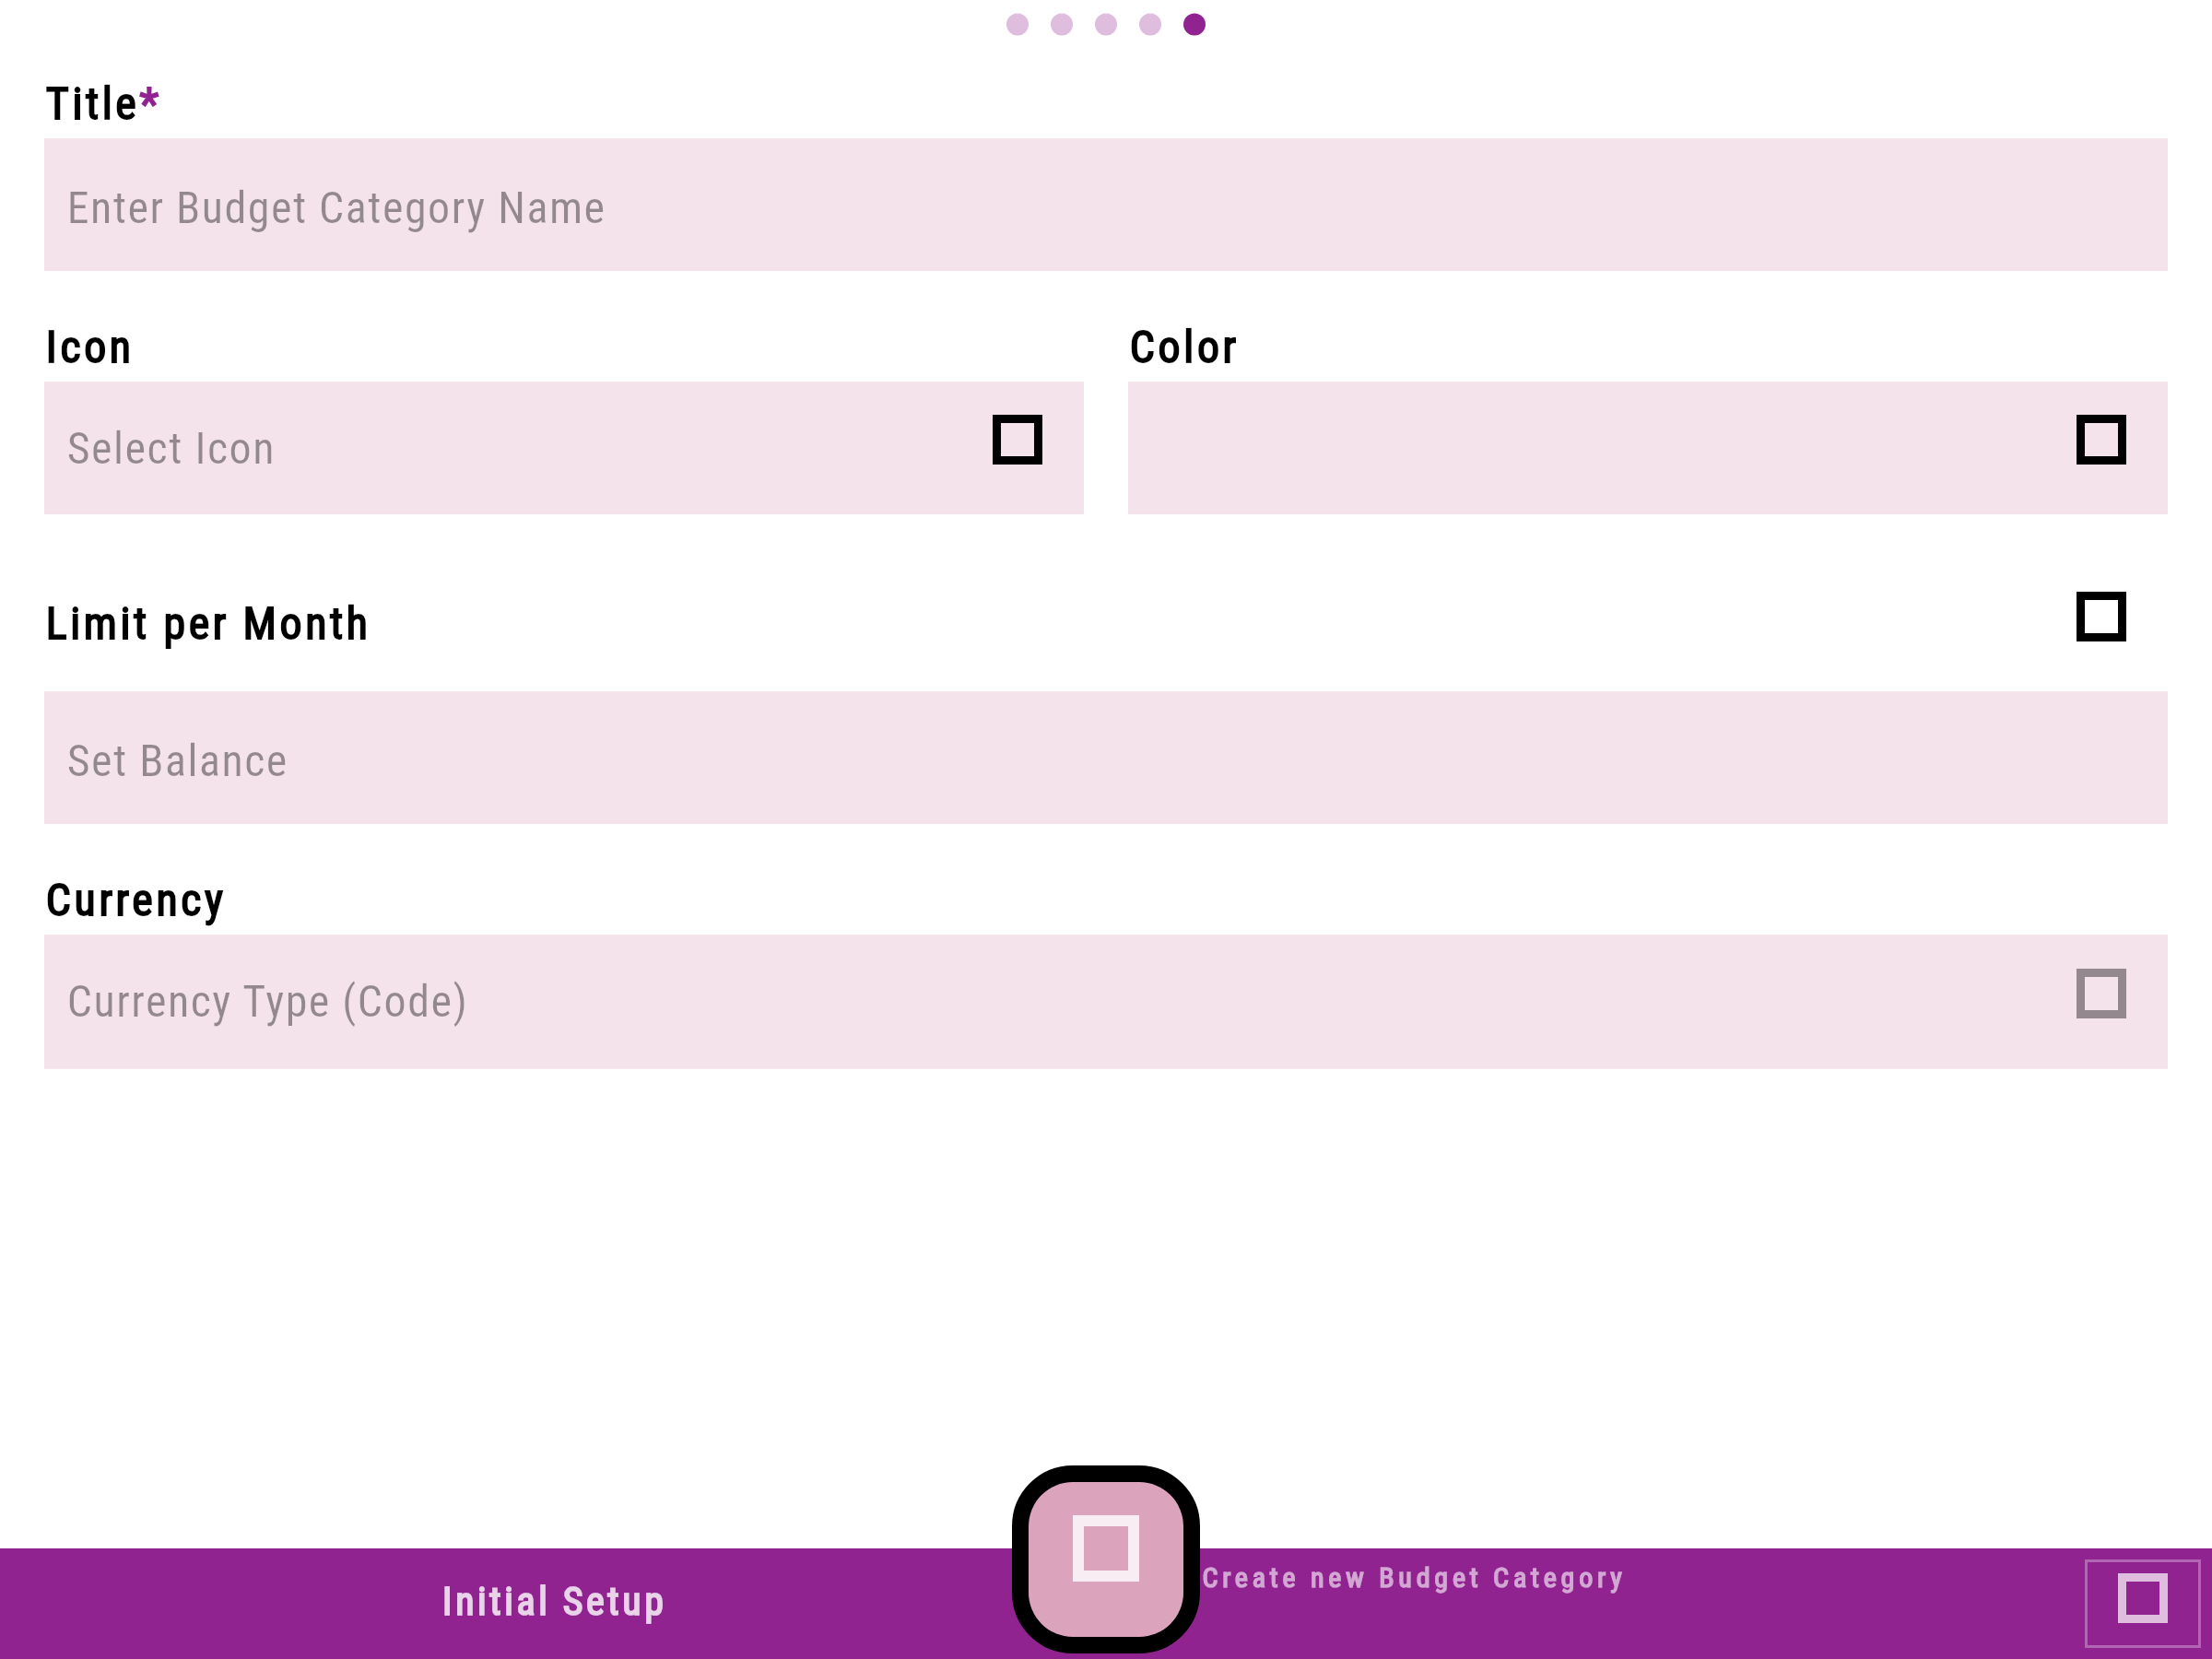 Title*
Enter Budget Category Name
Icon
Color
Select Icon
Limit per Month
Set Balance
Currency
Currency Type (Code)
Initial Setup
Create new Budget Category